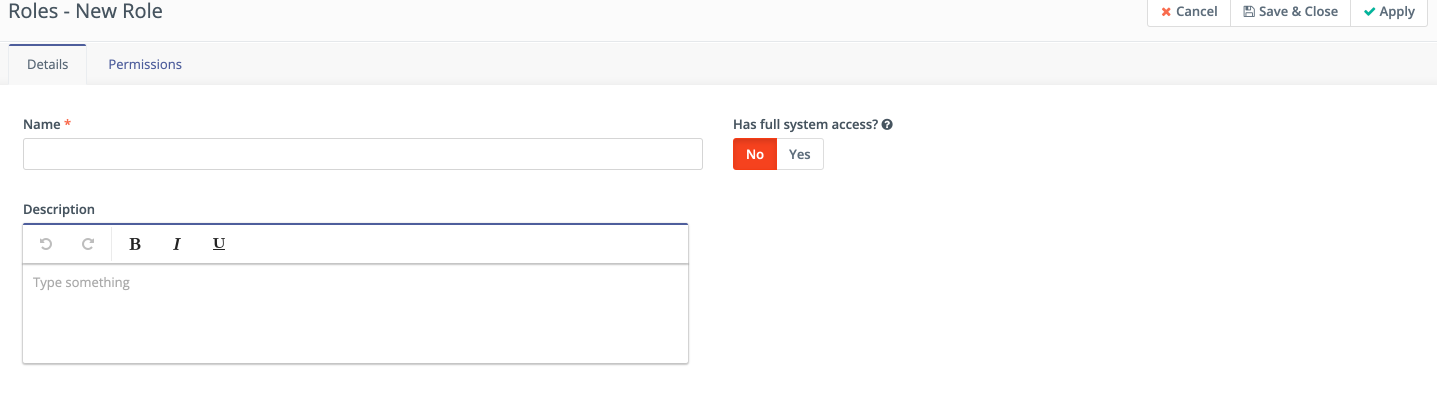 Roles - New Role
Cancel Save & Close Apply
Details Permissions
Name * Has full system access?
No Yes
Description
B I U
Type something